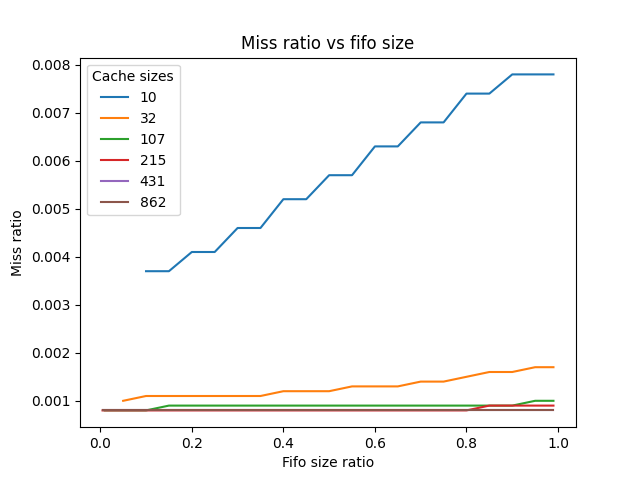 Miss ratio vs fifo size
Cache sizes
10
32
107
215
431
862
0.008
0.007
0.006
0.005
0.004
0.003
0.002
0.001
Miss ratio
0.0 0.2 0.4 0.6 0.8 1.0
Fifo size ratio